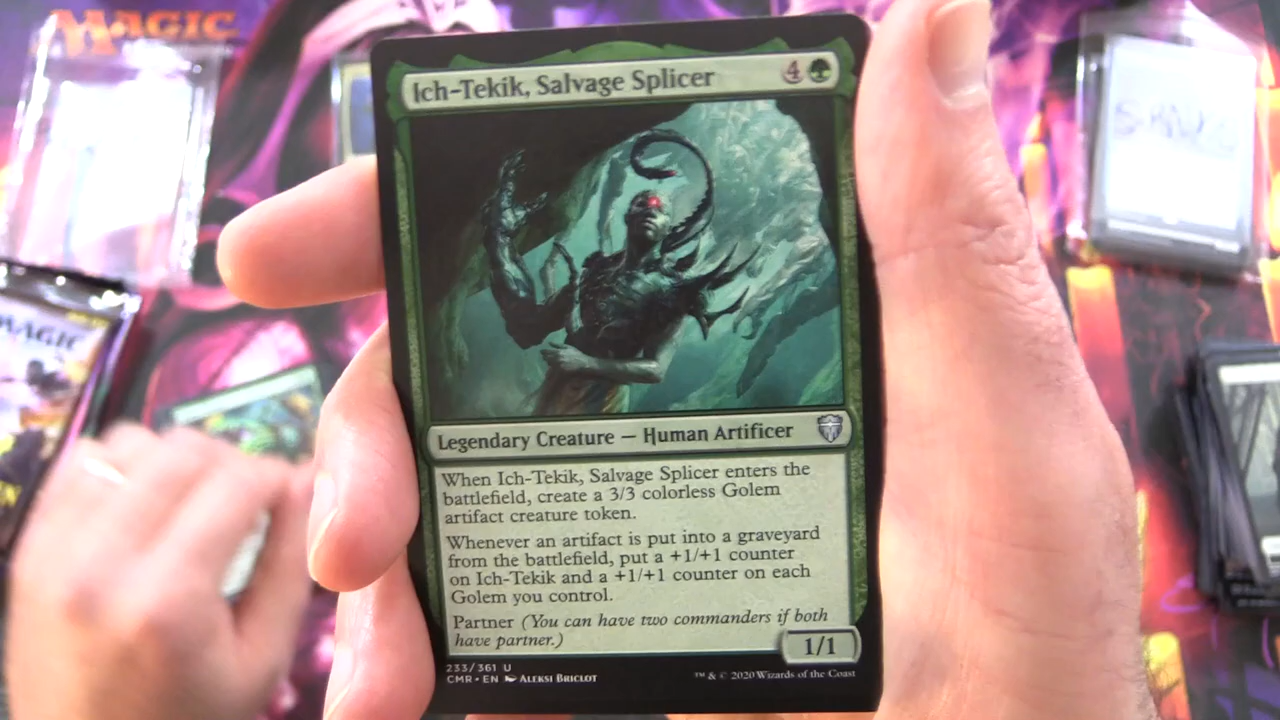 MAGIC
Ich-Tekik, Salvage Splicer 4
Legendary Creature — Human Artificer
When Ich-Tekik, Salvage Splicer enters the
battlefield, create a 3/3 colorless Golem
artifact creature token.
Whenever an artifact is put into a graveyard
from the battlefield, put a +1/+1 counter
on Ich-Tekik and a +1/+1 counter on each
Golem you control.
Partner (You can have two commanders if both
have partner.)
1/1
233/361 U
CMR • EN ALEKSI BRICLOT
™ & © 2020 Wizards of the Coast
MAGIC